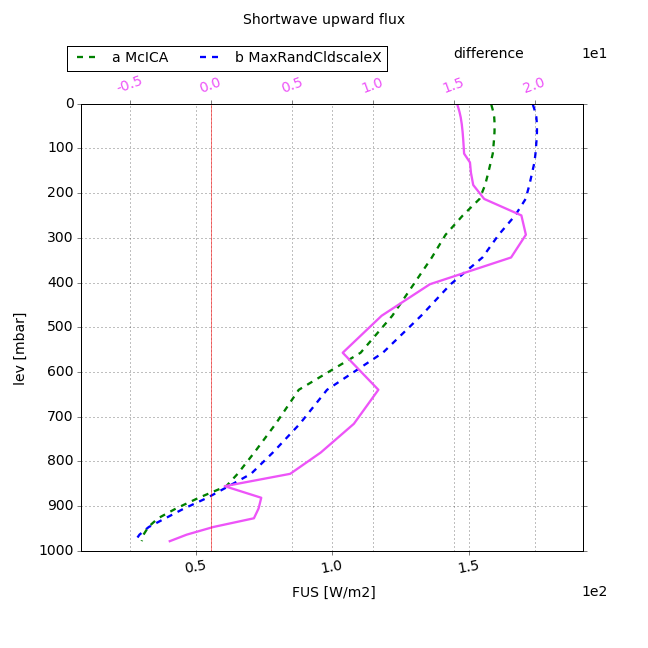 Shortwave upward flux
a McICA b MaxRandCldscaleX difference 1e1
-0.5 0.0 0.5 1.0 1.5 2.0
0
100
200
300
400
500
600
700
800
900
1000
lev [mbar]
0.5 1.0 1.5
FUS [W/m2] 1e2